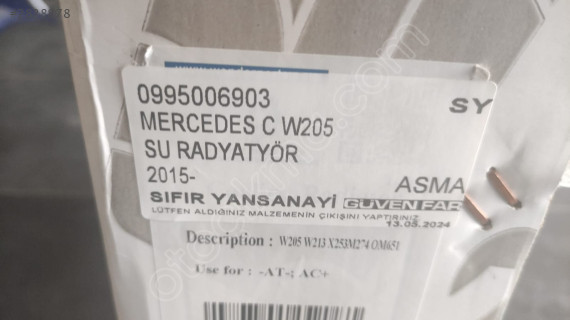 0995006903
SY
MERCEDES C W205
SU RADYATYÖR
2015-
ASMA
SIFIR YANSANAYİ GÜVEN FAR
LÜTFEN ALDIĞINIZ MALZEMENİN ÇIKIŞINI YAPTIRINIZ
13.05.2024
Description : W205 W213 X253M274 OM651
Use for : -AT-; AC+